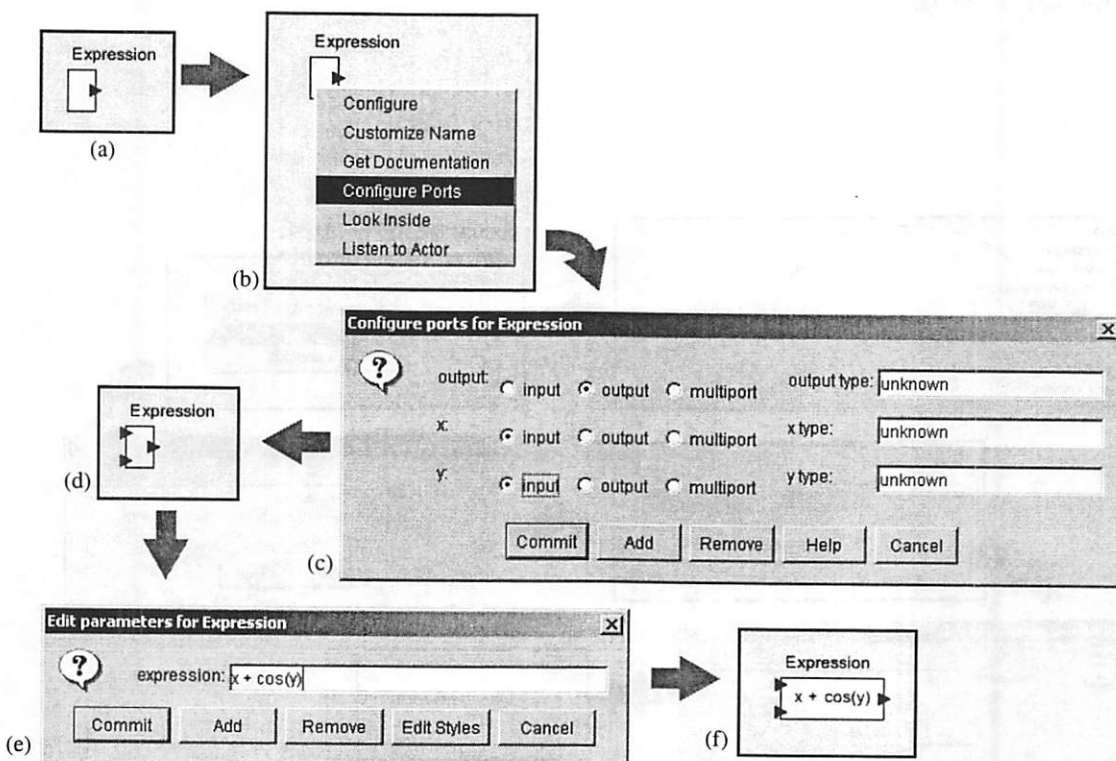 Expression
(a)
Expression
Configure
Customize Name
Get Documentation
Configure Ports
Look Inside
Listen to Actor
(b)
Configure ports for Expression
output: input output multiport output type: unknown
x: input output multiport x type: unknown
y: input output multiport y type: unknown
Commit Add Remove Help Cancel
(c)
Expression
(d)
Edit parameters for Expression
expression: x + cos(y)
Commit Add Remove Edit Styles Cancel
(e)
Expression
x + cos(y)
(f)